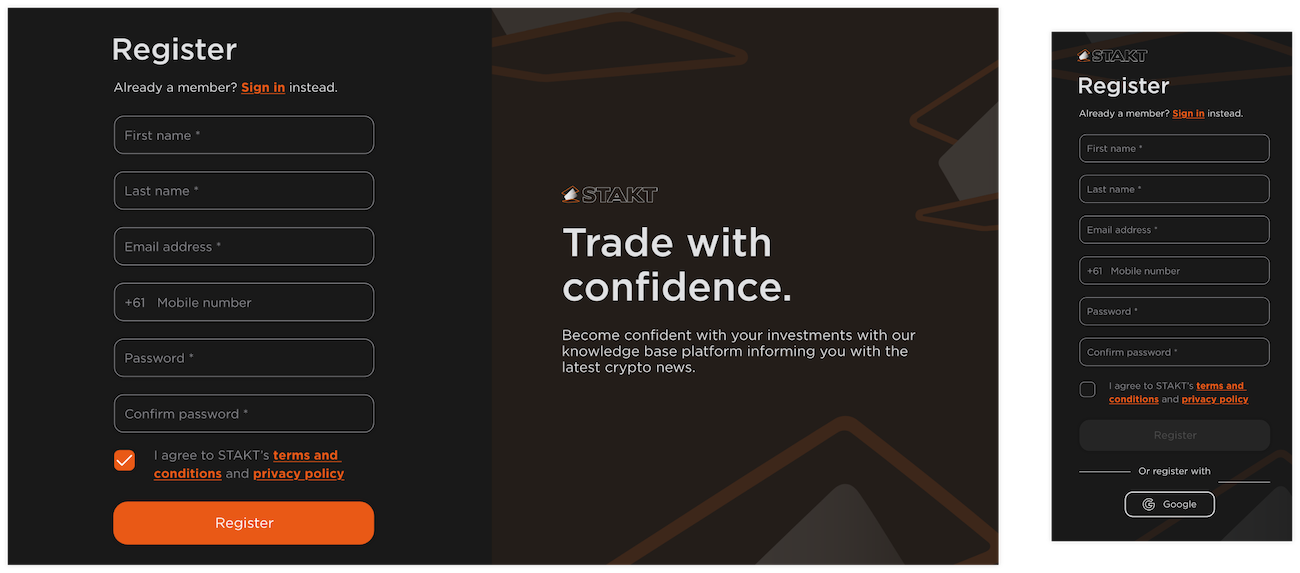 Register
Already a member? Sign in instead.
First name *
Last name *
Email address *
+61 Mobile number
Password *
Confirm password *
I agree to STAKT's terms and
conditions and privacy policy
Register
STAKT
Trade with
confidence.
Become confident with your investments with our
knowledge base platform informing you with the
latest crypto news.
STAKT
Register
Already a member? Sign in instead.
First name *
Last name *
Email address *
+61 Mobile number
Password *
Confirm password *
I agree to STAKT's terms and
conditions and privacy policy
Register
Or register with
Google